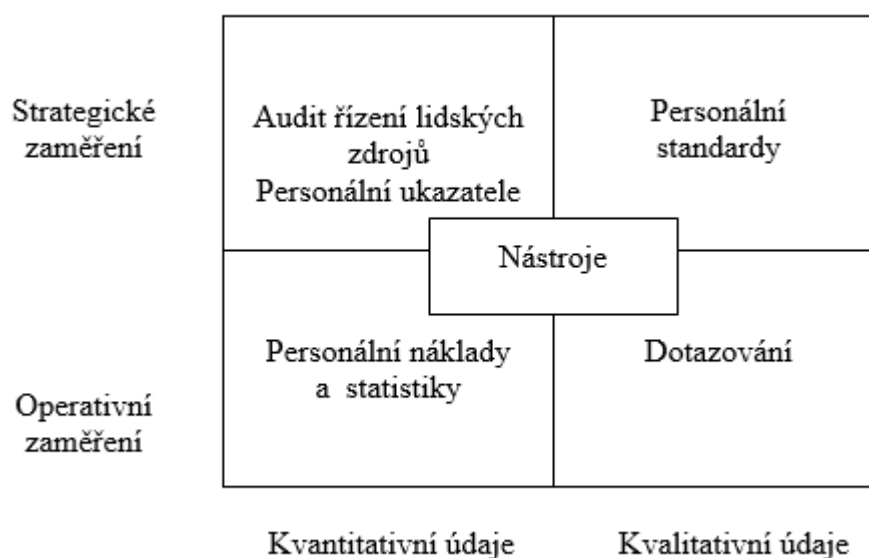 Strategické
zaměření
Audit řízení lidských
zdrojů
Personální ukazatele
Personální
standardy
Nástroje
Operativní
zaměření
Personální náklady
a statistiky
Dotazování
Kvantitativní údaje
Kvalitativní údaje